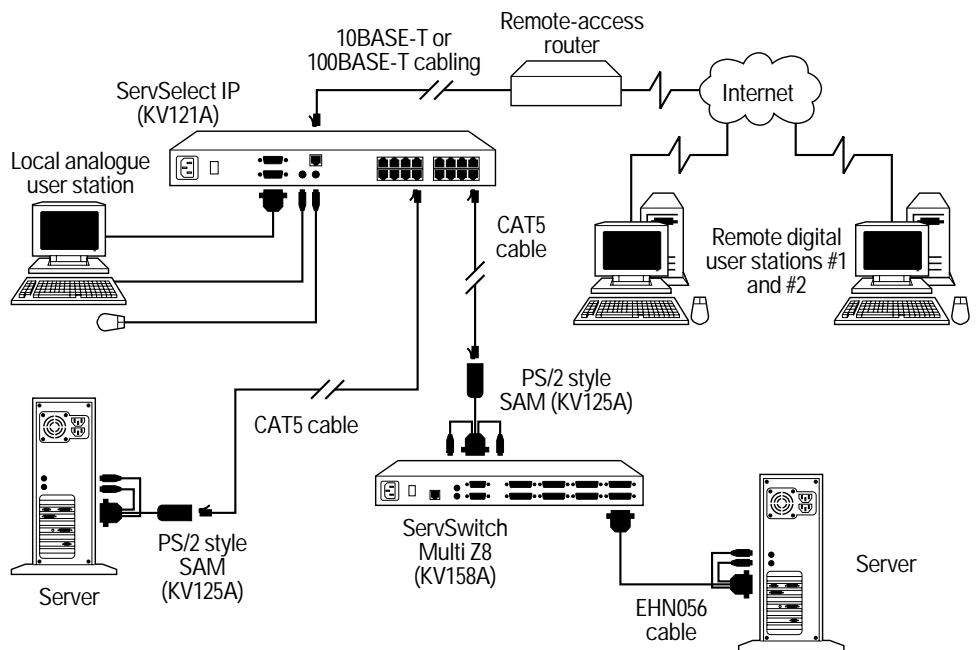 Remote-access
router
10BASE-T or
100BASE-T cabling
ServSelect IP
(KV121A)
Internet
Local analogue
user station
CAT5
cable
Remote digital
user stations #1
and #2
PS/2 style
SAM (KV125A)
CAT5 cable
ServSwitch
Multi Z8
(KV158A)
PS/2 style
SAM
(KV125A)
Server
Server
EHN056
cable